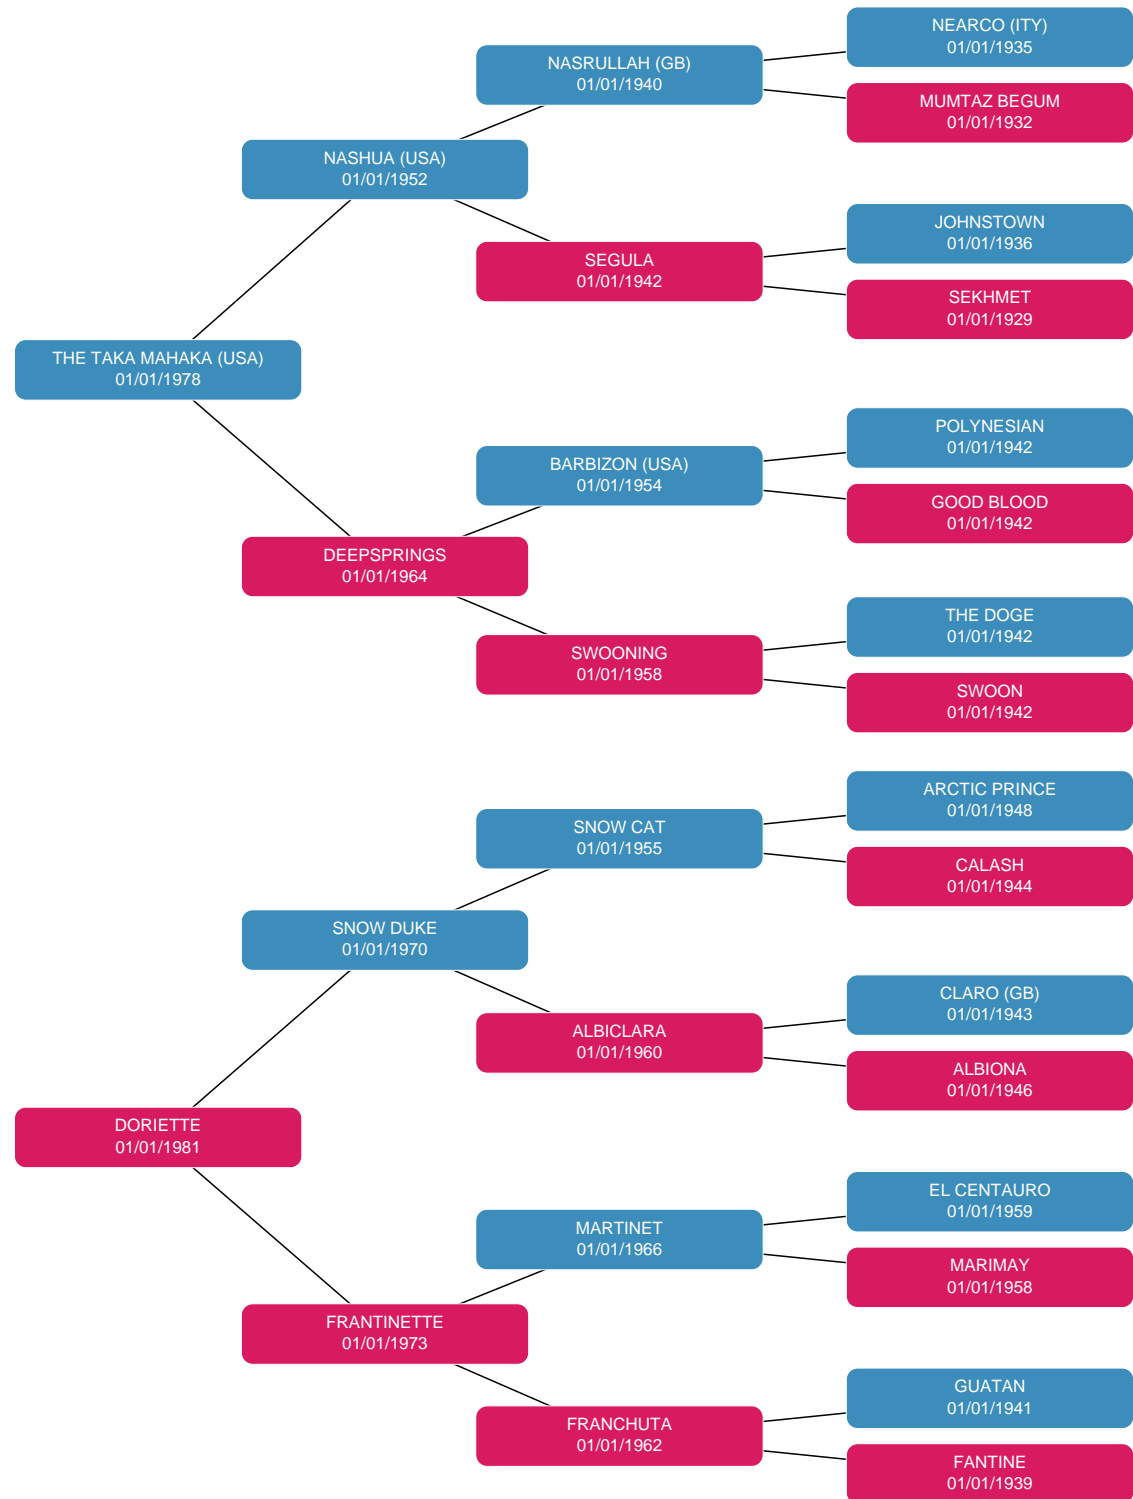 NEARCO (ITY)
01/01/1935
NASRULLAH (GB)
01/01/1940
MUMTAZ BEGUM
01/01/1932
NASHUA (USA)
01/01/1952
JOHNSTOWN
01/01/1936
SEGULA
01/01/1942
SEKHMET
01/01/1929
THE TAKA MAHAKA (USA)
01/01/1978
POLYNESIAN
01/01/1942
BARBIZON (USA)
01/01/1954
GOOD BLOOD
01/01/1942
DEEPSPRINGS
01/01/1964
THE DOGE
01/01/1942
SWOONING
01/01/1958
SWOON
01/01/1942
ARCTIC PRINCE
01/01/1948
SNOW CAT
01/01/1955
CALASH
01/01/1944
SNOW DUKE
01/01/1970
CLARO (GB)
01/01/1943
ALBICLARA
01/01/1960
ALBIONA
01/01/1946
DORIETTE
01/01/1981
EL CENTAURO
01/01/1959
MARTINET
01/01/1966
MARIMAY
01/01/1958
FRANTINETTE
01/01/1973
GUATAN
01/01/1941
FRANCHUTA
01/01/1962
FANTINE
01/01/1939